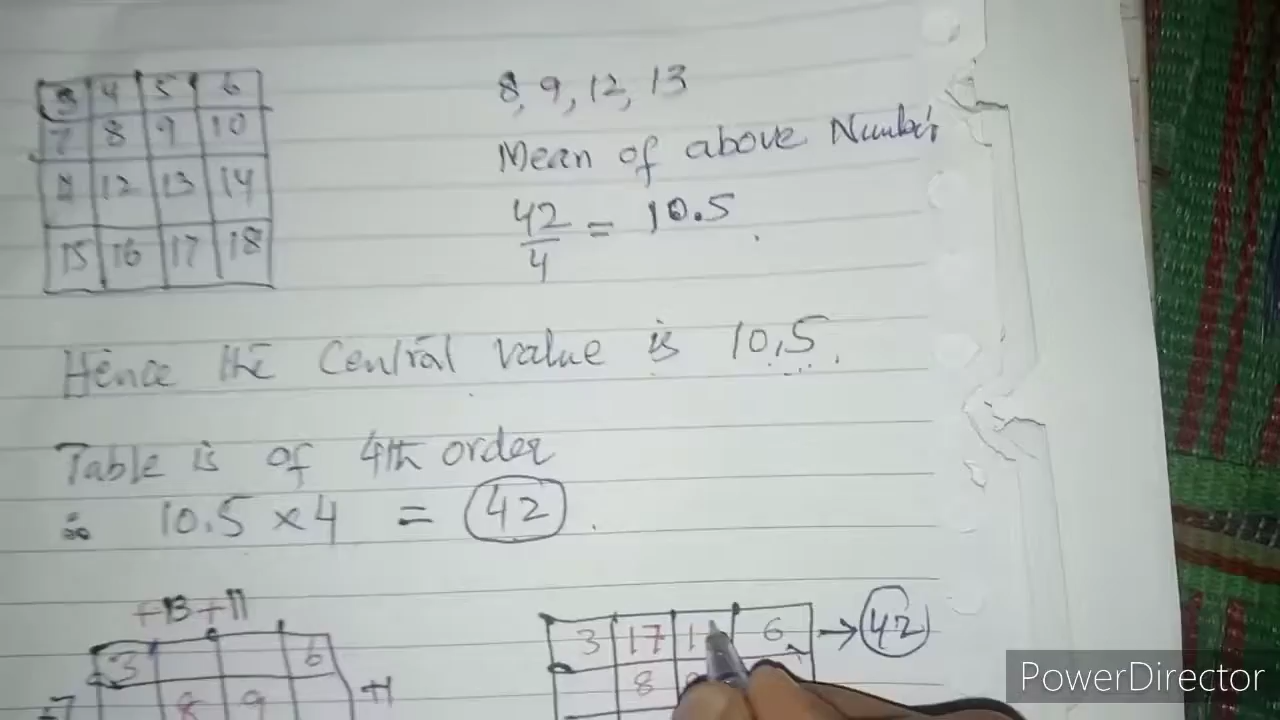 3 4 5 6
7 8 9 10
12 13 14
15 16 17 18
8, 9, 12, 13
Mean of above Number
42/4 = 10.5
Hence the Central value is 10.5.
Table is of 4th order
∴ 10.5 × 4 = 42.
+13 +11
3 6
8 9
3 17 6 → 42
8
PowerDirector